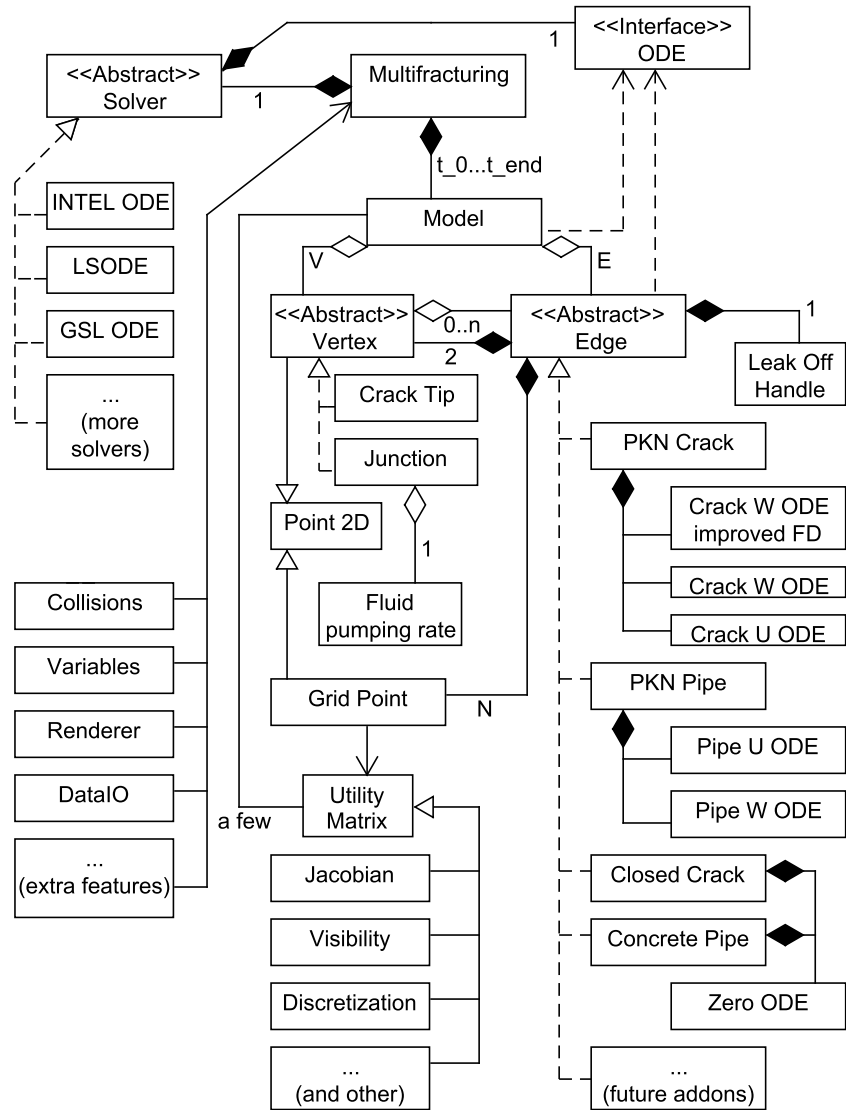 <<Interface>>
ODE
1
<<Abstract>>
Solver
1
Multifracturing
t_0...t_end
INTEL ODE
LSODE
GSL ODE
...
(more
solvers)
Model
V
E
<<Abstract>>
Vertex
0..n
2
<<Abstract>>
Edge
1
Leak Off
Handle
Crack Tip
Junction
Point 2D
1
Fluid
pumping rate
PKN Crack
Crack W ODE
improved FD
Crack W ODE
Crack U ODE
Collisions
Variables
Renderer
DataIO
...
(extra features)
Grid Point
N
a few
Utility
Matrix
Jacobian
Visibility
Discretization
...
(and other)
PKN Pipe
Pipe U ODE
Pipe W ODE
Closed Crack
Concrete Pipe
Zero ODE
...
(future addons)